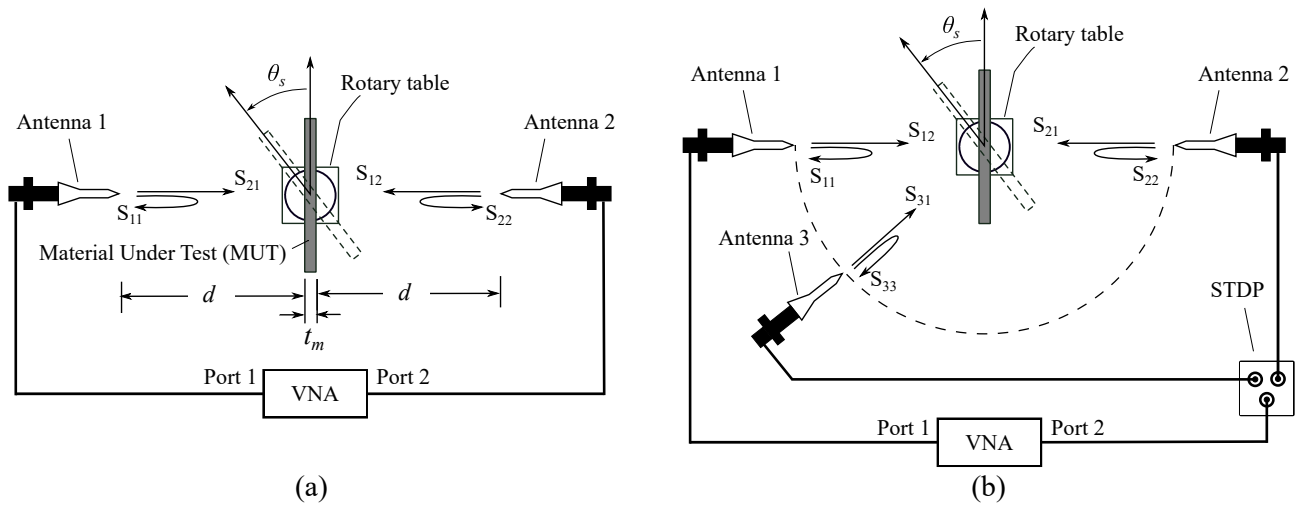 θs
Rotary table
Antenna 1
Antenna 2
S21
S12
S11
S22
Material Under Test (MUT)
d
d
tm
Port 1
VNA
Port 2
(a)
θs
Rotary table
Antenna 1
Antenna 2
S12
S21
S11
S22
S31
Antenna 3
S33
STDP
Port 1
VNA
Port 2
(b)